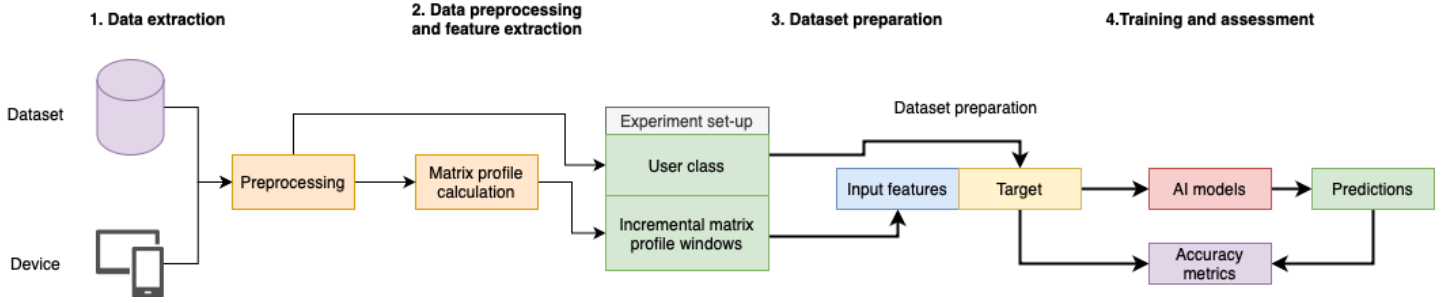 1. Data extraction
2. Data preprocessing
and feature extraction
3. Dataset preparation
4.Training and assessment
Dataset
Device
Preprocessing
Matrix profile
calculation
Experiment set-up
User class
Incremental matrix
profile windows
Dataset preparation
Input features
Target
AI models
Predictions
Accuracy
metrics